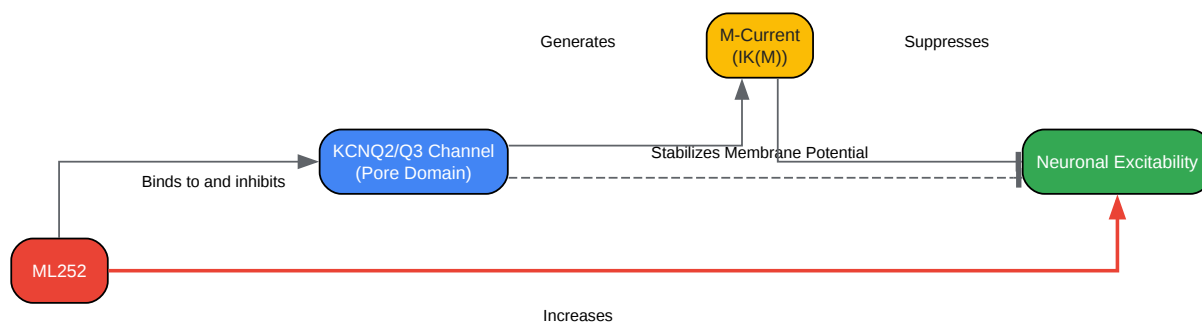 Generates
M-Current
(IK(M))
Suppresses
KCNQ2/Q3 Channel
(Pore Domain)
Stabilizes Membrane Potential
Neuronal Excitability
Binds to and inhibits
ML252
Increases